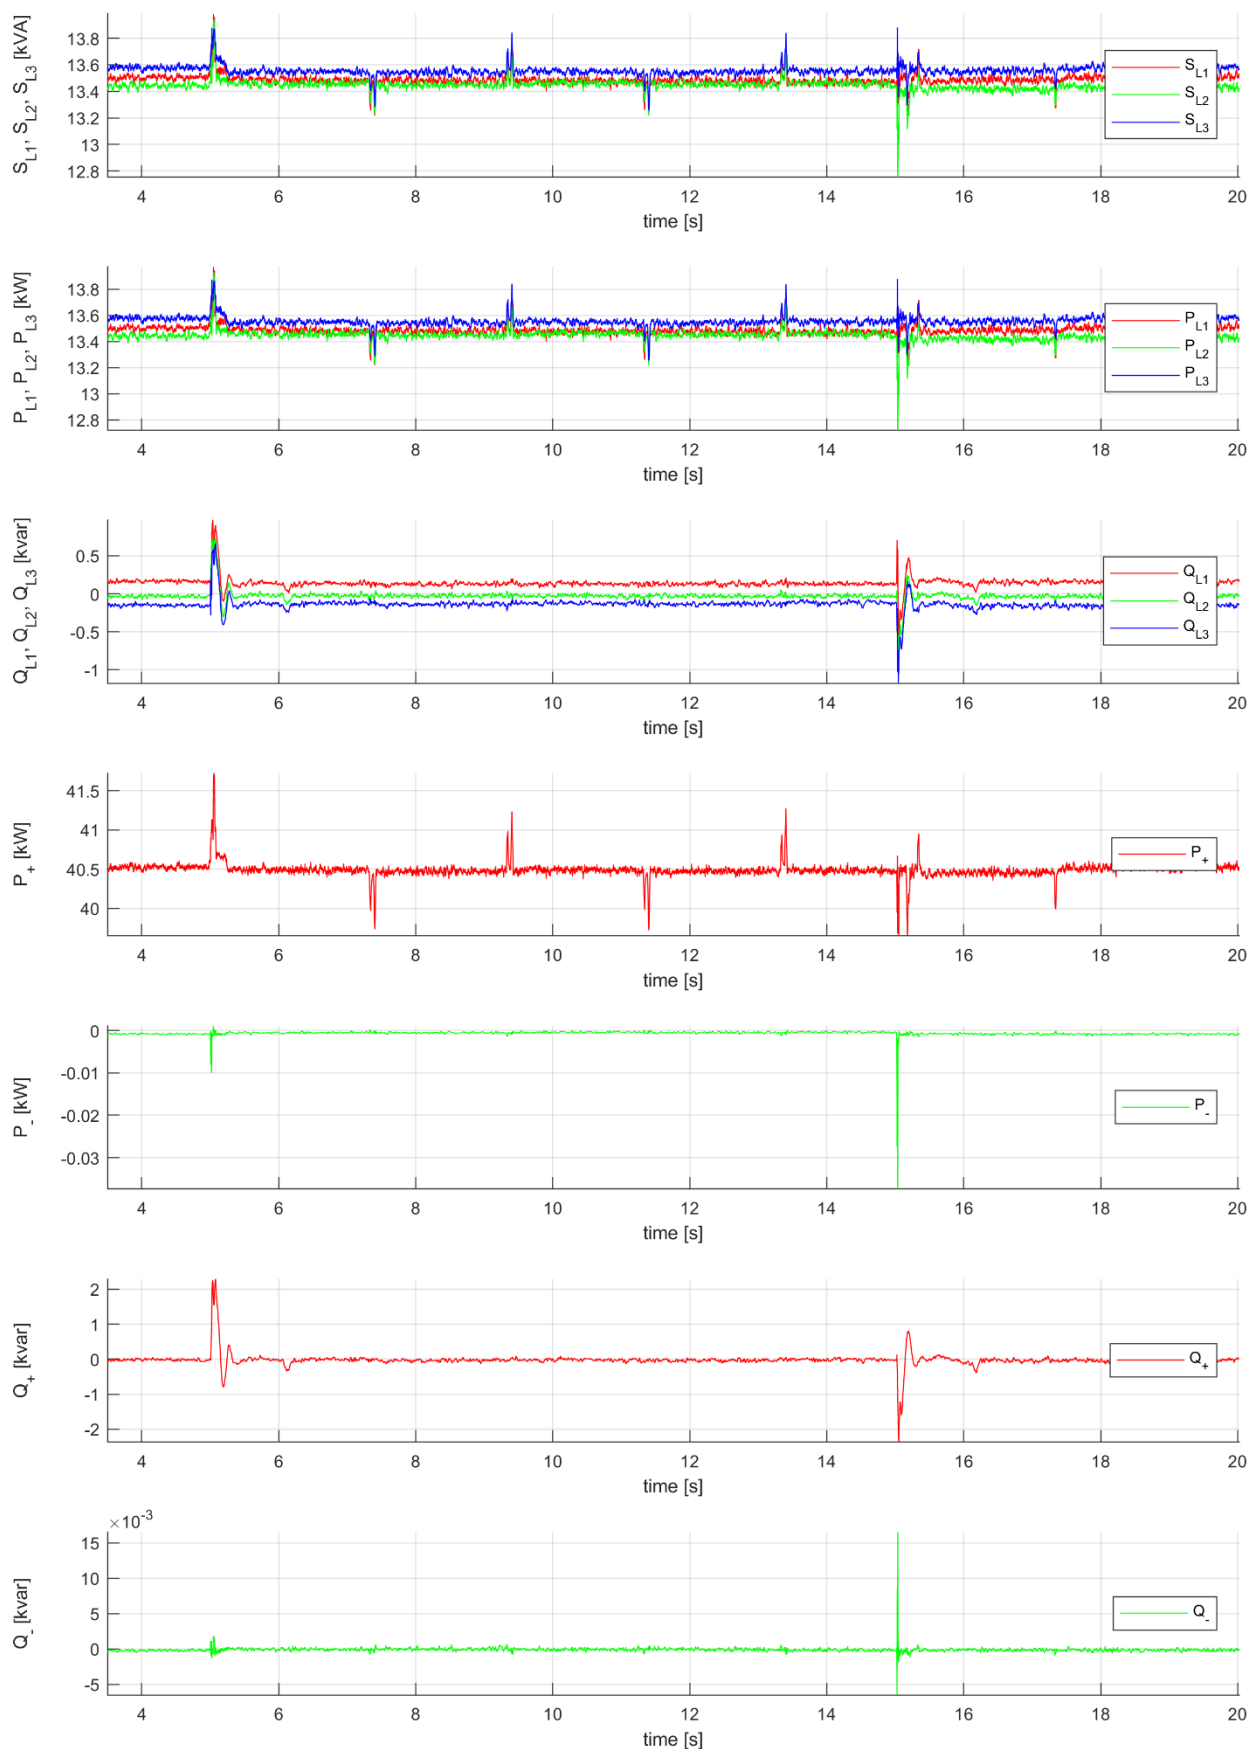 S_L1, S_L2, S_L3 [kVA]
13.8
13.6
13.4
13.2
13
12.8
4 6 8 10 12 14 16 18 20
time [s]
S_L1
S_L2
S_L3
P_L1, P_L2, P_L3 [kW]
13.8
13.6
13.4
13.2
13
12.8
4 6 8 10 12 14 16 18 20
time [s]
P_L1
P_L2
P_L3
Q_L1, Q_L2, Q_L3 [kvar]
0.5
0
-0.5
-1
4 6 8 10 12 14 16 18 20
time [s]
Q_L1
Q_L2
Q_L3
P_+ [kW]
41.5
41
40.5
40
4 6 8 10 12 14 16 18 20
time [s]
P_+
P_- [kW]
0
-0.01
-0.02
-0.03
4 6 8 10 12 14 16 18 20
time [s]
P_-
Q_+ [kvar]
2
1
0
-1
-2
4 6 8 10 12 14 16 18 20
time [s]
Q_+
Q_- [kvar]
×10^-3
15
10
5
0
-5
4 6 8 10 12 14 16 18 20
time [s]
Q_-